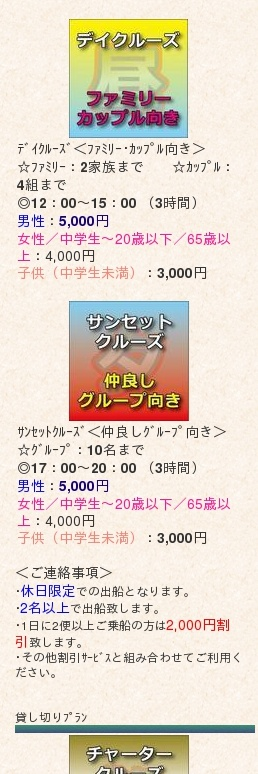 デイクルーズ
昼
ファミリー
カップル向き
ﾃﾞｲｸﾙｰｽﾞ＜ﾌｧﾐﾘｰ･ｶｯﾌﾟﾙ向き＞
☆ﾌｧﾐﾘｰ：2家族まで　　☆ｶｯﾌﾟﾙ：
4組まで
◎12：00～15：00 （3時間）
男性：5,000円
女性／中学生～20歳以下／65歳以
上：4,000円
子供（中学生未満）：3,000円
サンセット
クルーズ
夕
仲良し
グループ向き
ｻﾝｾｯﾄｸﾙｰｽﾞ＜仲良しｸﾞﾙｰﾌﾟ向き＞
☆ｸﾞﾙｰﾌﾟ：10名まで
◎17：00～20：00 （3時間）
男性：5,000円
女性／中学生～20歳以下／65歳以
上：4,000円
子供（中学生未満）：3,000円
＜ご連絡事項＞
･休日限定での出船となります。
･2名以上で出船致します。
･1日に2便以上ご乗船の方は2,000円割
引致します。
･その他割引ｻｰﾋﾞｽと組み合わせてご利用く
ださい。
貸し切りﾌﾟﾗﾝ
チャーター
クルーズ